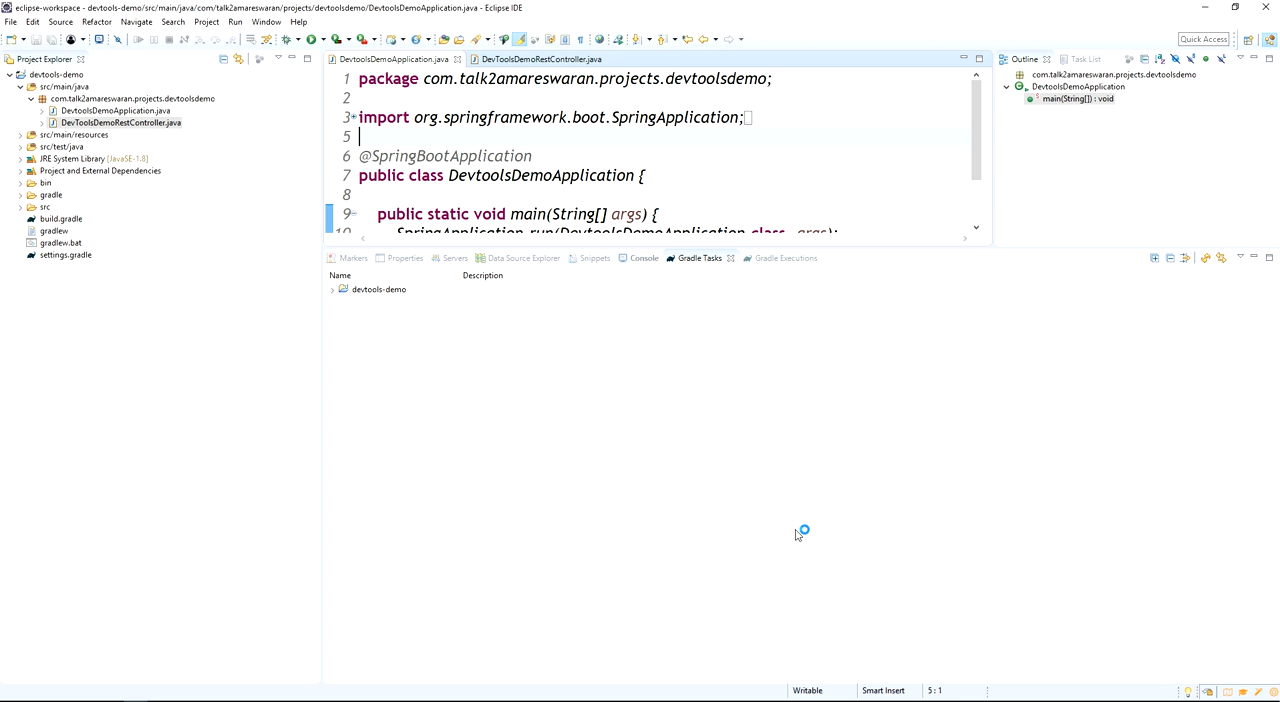 eclipse-workspace - devtools-demo/src/main/java/com/talk2amareswaran/projects/devtoolsdemo/DevtoolsDemoApplication.java - Eclipse IDE
File Edit Source Refactor Navigate Search Project Run Window Help
Quick Access
Project Explorer
devtools-demo
src/main/java
com.talk2amareswaran.projects.devtoolsdemo
DevtoolsDemoApplication.java
DevToolsDemoRestController.java
src/main/resources
src/test/java
JRE System Library [JavaSE-1.8]
Project and External Dependencies
bin
gradle
src
build.gradle
gradlew
gradlew.bat
settings.gradle
DevtoolsDemoApplication.java DevToolsDemoRestController.java
1 package com.talk2amareswaran.projects.devtoolsdemo;
2
3 import org.springframework.boot.SpringApplication;
5
6 @SpringBootApplication
7 public class DevtoolsDemoApplication {
8
9 public static void main(String[] args) {
10 SpringApplication.run(DevtoolsDemoApplication.class, args);
Outline Task List
com.talk2amareswaran.projects.devtoolsdemo
DevtoolsDemoApplication
main(String[]) : void
Markers Properties Servers Data Source Explorer Snippets Console Gradle Tasks Gradle Executions
Name Description
devtools-demo
Writable Smart Insert 5 : 1